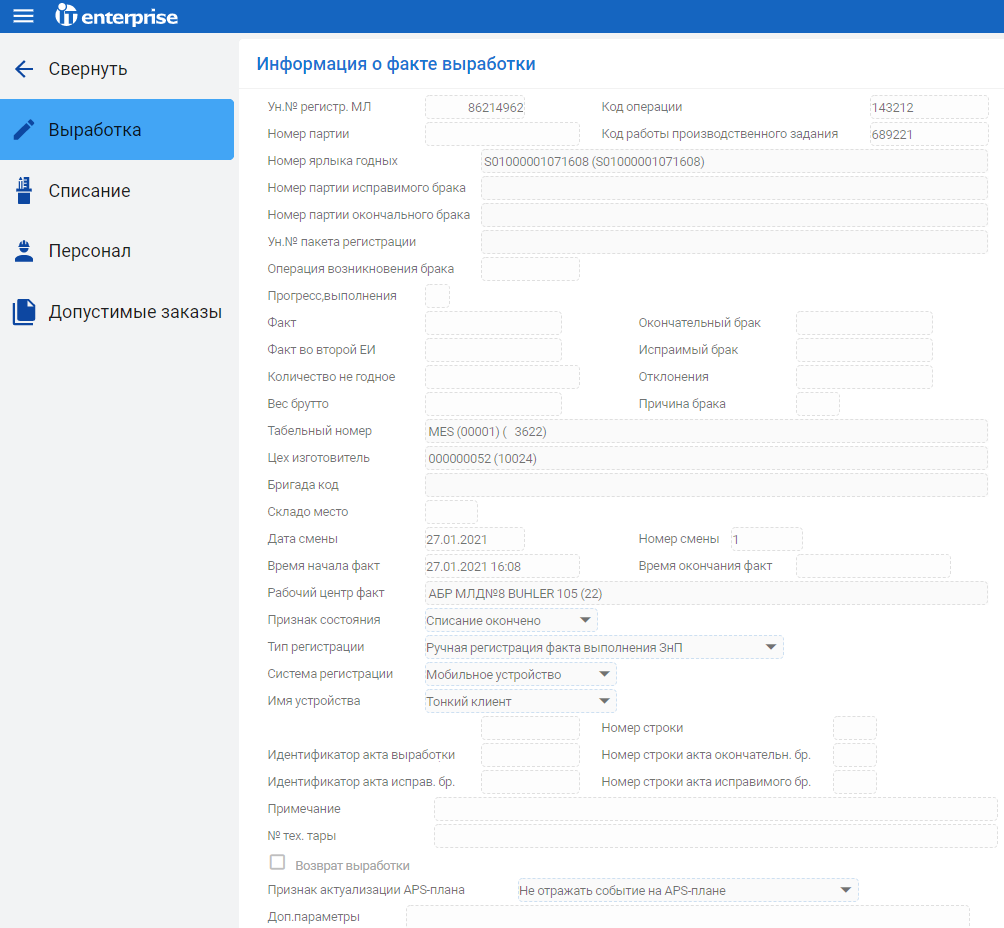 enterprise
Свернуть
Выработка
Списание
Персонал
Допустимые заказы
Информация о факте выработки
Ун.№ регистр. МЛ 86214962 Код операции 143212
Номер партии Код работы производственного задания 689221
Номер ярлыка годных S01000001071608 (S01000001071608)
Номер партии исправимого брака
Номер партии окончального брака
Ун.№ пакета регистрации
Операция возникновения брака
Прогресс,выполнения
Факт Окончательный брак
Факт во второй ЕИ Испраимый брак
Количество не годное Отклонения
Вес брутто Причина брака
Табельный номер MES (00001) ( 3622)
Цех изготовитель 000000052 (10024)
Бригада код
Складо место
Дата смены 27.01.2021 Номер смены 1
Время начала факт 27.01.2021 16:08 Время окончания факт
Рабочий центр факт АБР МЛД№8 BUHLER 105 (22)
Признак состояния Списание окончено
Тип регистрации Ручная регистрация факта выполнения ЗнП
Система регистрации Мобильное устройство
Имя устройства Тонкий клиент
Номер строки
Идентификатор акта выработки Номер строки акта окончательн. бр.
Идентификатор акта исправ. бр. Номер строки акта исправимого бр.
Примечание
№ тех. тары
Возврат выработки
Признак актуализации APS-плана Не отражать событие на APS-плане
Доп.параметры